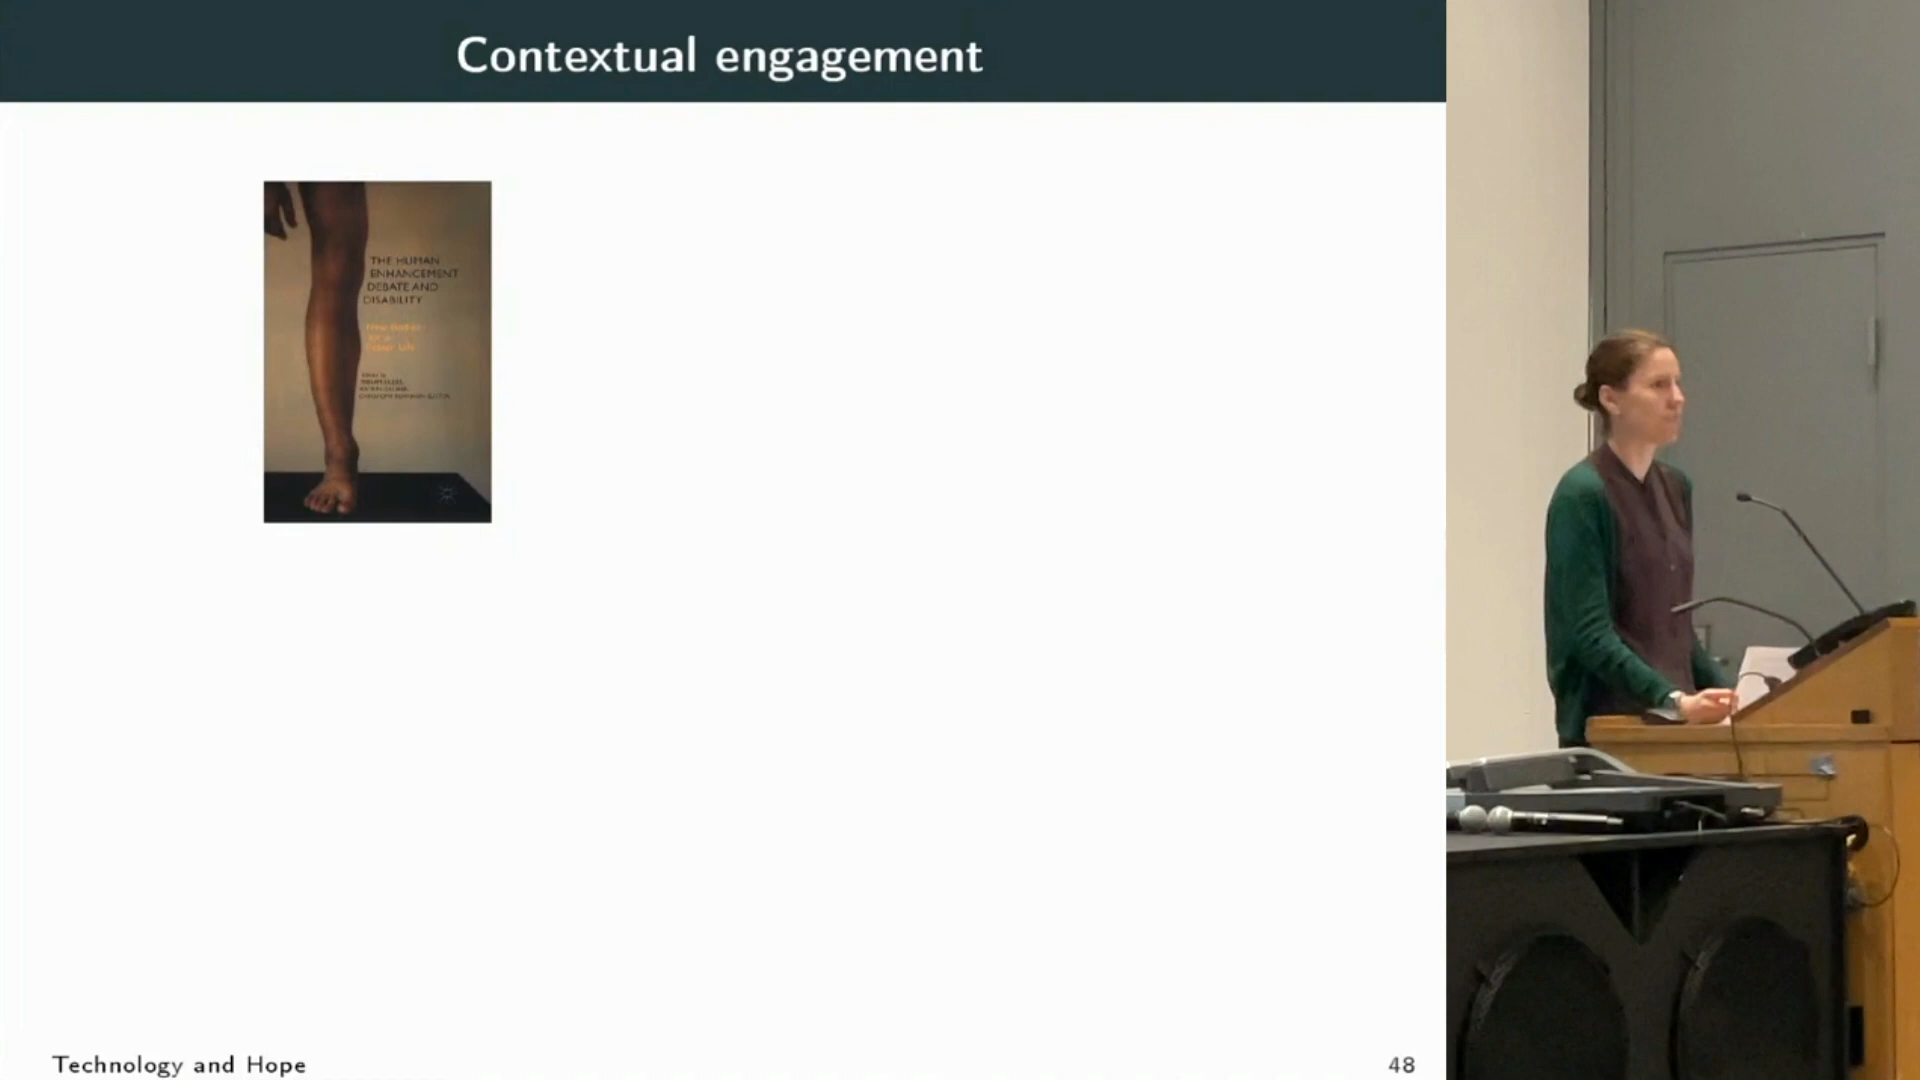 Contextual engagement
THE HUMAN
ENHANCEMENT
DEBATE AND
DISABILITY
Technology and Hope
48